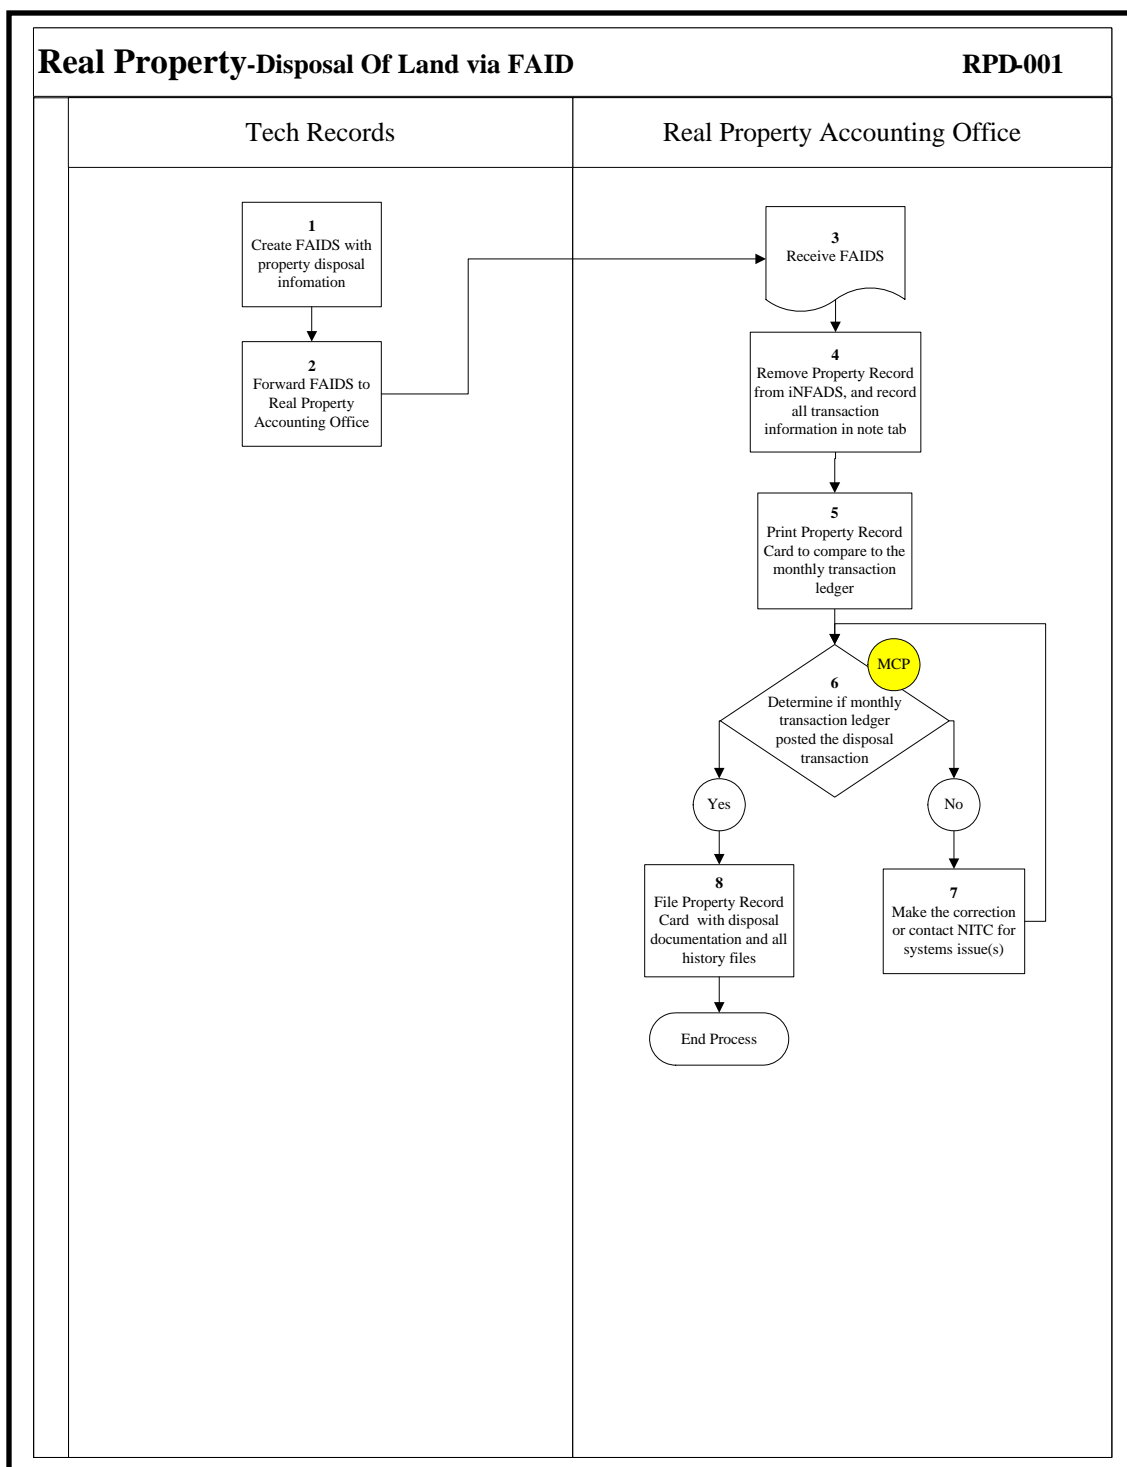 Real Property-Disposal Of Land via FAID RPD-001
Tech Records
Real Property Accounting Office
1
Create FAIDS with
property disposal
infomation
2
Forward FAIDS to
Real Property
Accounting Office
3
Receive FAIDS
4
Remove Property Record
from iNFADS, and record
all transaction
information in note tab
5
Print Property Record
Card to compare to the
monthly transaction
ledger
MCP
6
Determine if monthly
transaction ledger
posted the disposal
transaction
Yes
No
8
File Property Record
Card with disposal
documentation and all
history files
7
Make the correction
or contact NITC for
systems issue(s)
End Process